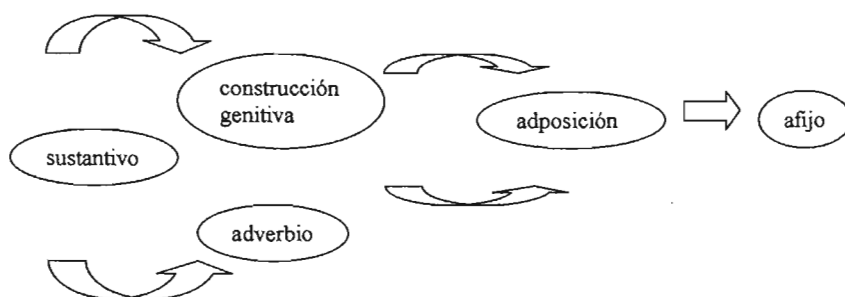 construcción
genitiva
adposición
afijo
sustantivo
adverbio